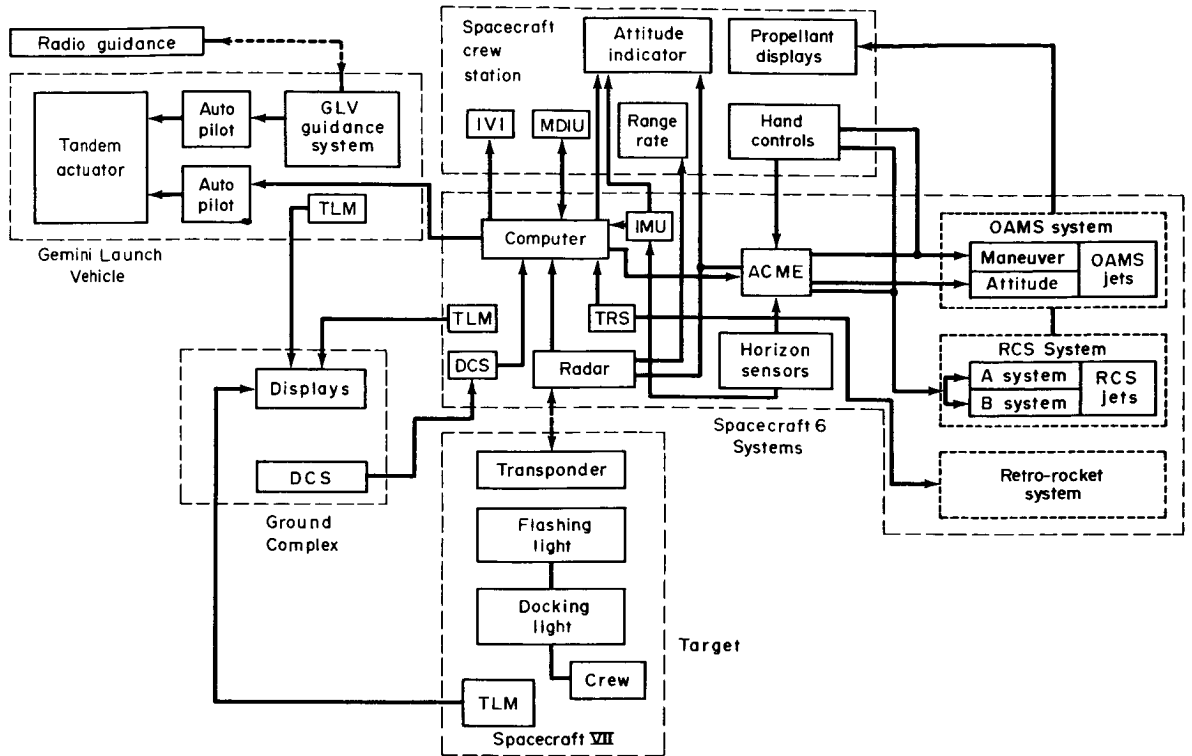 Radio guidance
Tandem
actuator
Auto
pilot
GLV
guidance
system
Auto
pilot
TLM
Gemini Launch
Vehicle
Spacecraft
crew
station
Attitude
indicator
Propellant
displays
IVI
MDIU
Range
rate
Hand
controls
Computer
IMU
ACME
TLM
TRS
DCS
Radar
Horizon
sensors
Spacecraft 6
Systems
OAMS system
Maneuver
Attitude
OAMS
jets
RCS System
A system
B system
RCS
jets
Retro-rocket
system
Displays
DCS
Ground
Complex
Transponder
Flashing
light
Docking
light
Crew
TLM
Spacecraft VII
Target